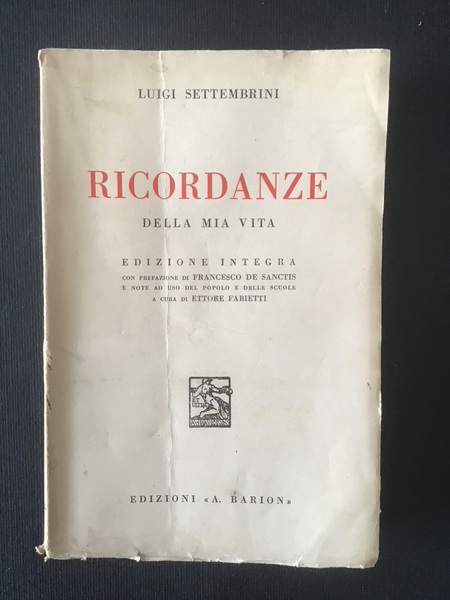 LUIGI SETTEMBRINI
RICORDANZE
DELLA MIA VITA
EDIZIONE INTEGRA
CON PREFAZIONE DI FRANCESCO DE SANCTIS
E NOTE AD USO DEL POPOLO E DELLE SCUOLE
A CURA DI ETTORE FABIETTI
EDIZIONI «A. BARION»